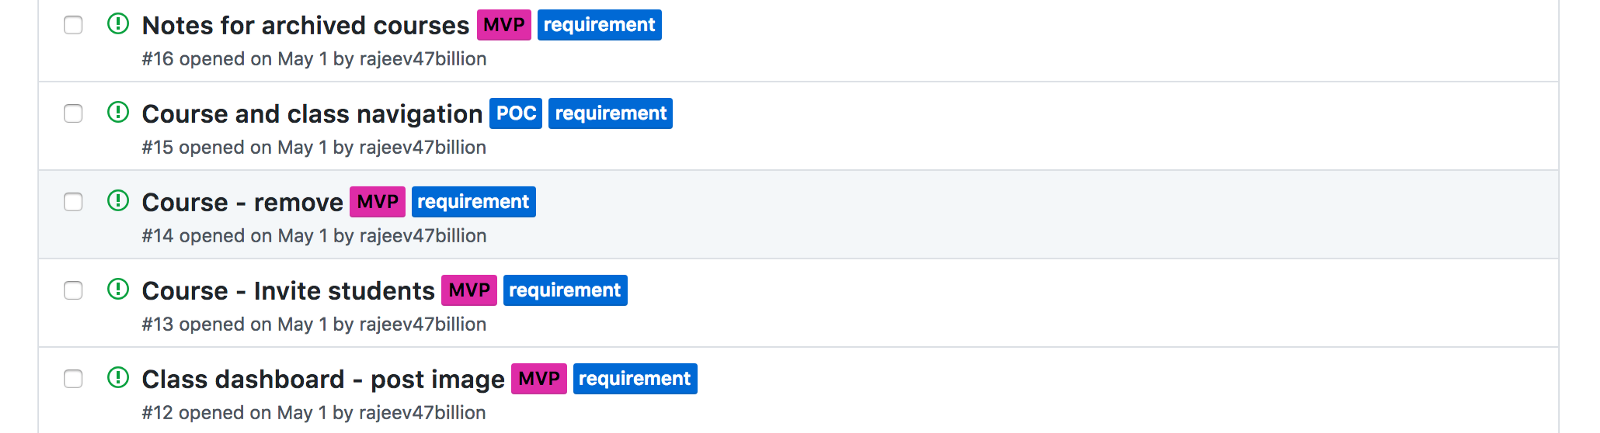 Notes for archived courses MVP requirement
#16 opened on May 1 by rajeev47billion
Course and class navigation POC requirement
#15 opened on May 1 by rajeev47billion
Course - remove MVP requirement
#14 opened on May 1 by rajeev47billion
Course - Invite students MVP requirement
#13 opened on May 1 by rajeev47billion
Class dashboard - post image MVP requirement
#12 opened on May 1 by rajeev47billion